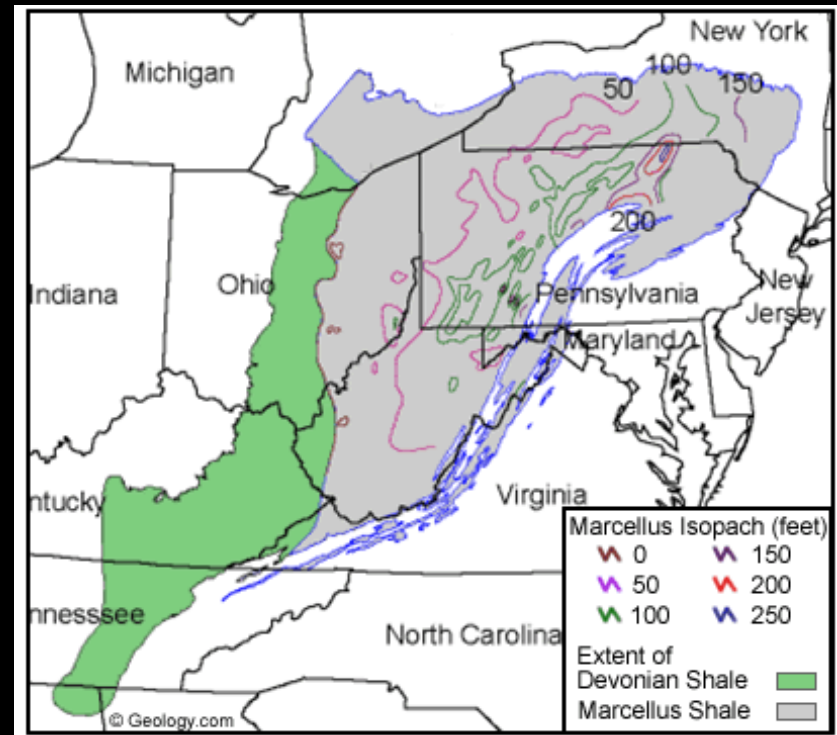 New York
Michigan
100
50
150
200
Indiana
Ohio
Pennsylvania
New
Jersey
Maryland
ntucky
Virginia
nnesssee
North Carolina
Marcellus Isopach (feet)
0
150
50
200
100
250
Extent of
Devonian Shale
Marcellus Shale
© Geology.com